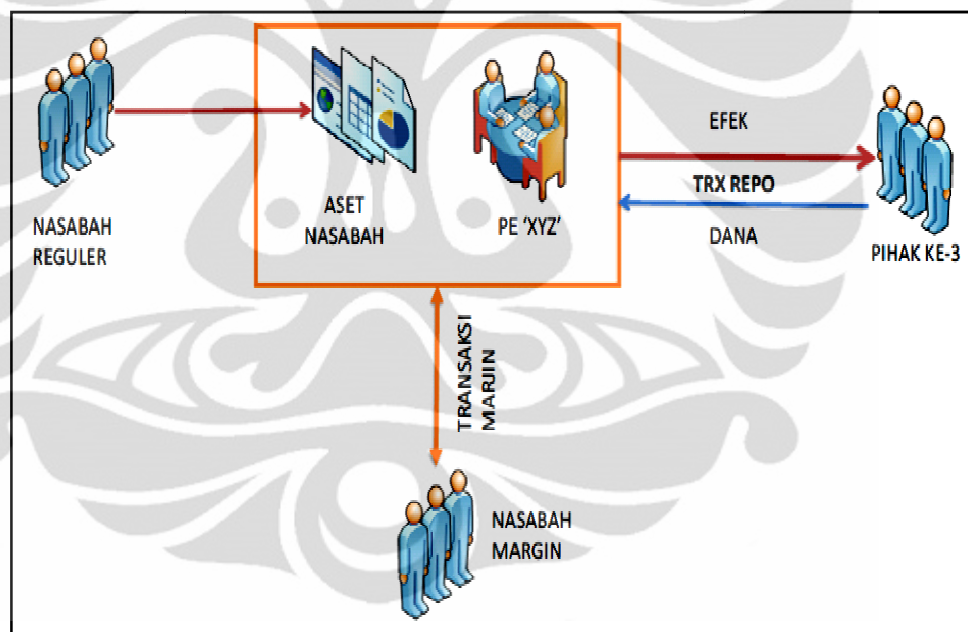 NASABAH
REGULER
ASET
NASABAH
PE 'XYZ'
EFEK
TRX REPO
DANA
PIHAK KE-3
TRANSAKSI
MARJIN
NASABAH
MARGIN